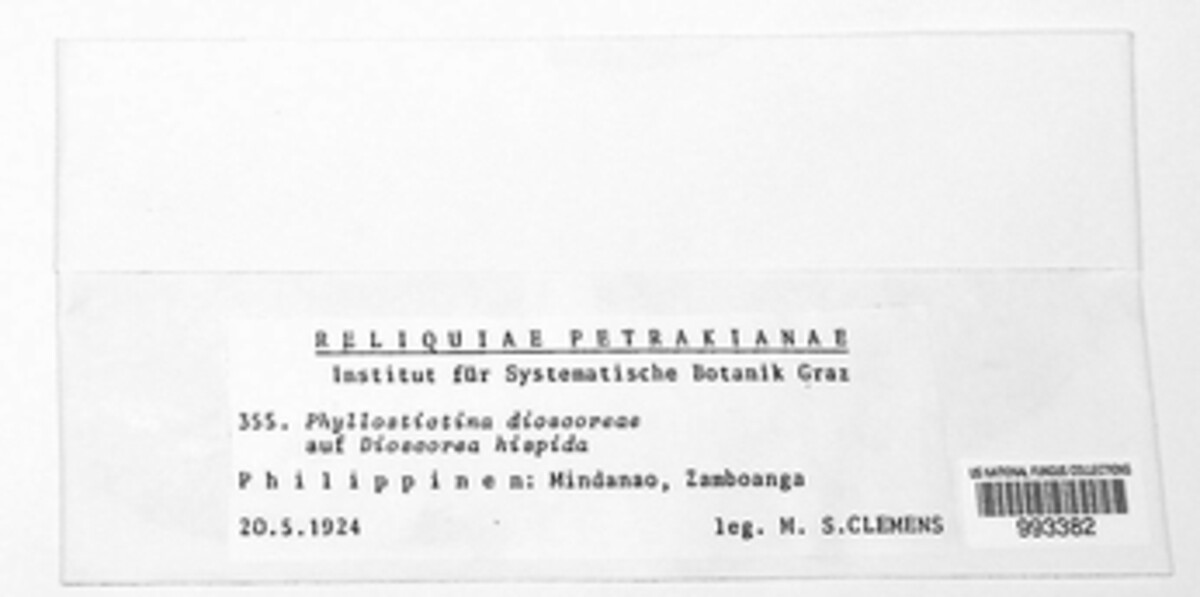 RELIQUIAE PETRAKIANAE
Institut für Systematische Botanik Graz
355. Phyllostictina dioscoreae
auf Dioscorea hispida
Philippinen: Mindanao, Zamboanga
20.5.1924 leg. M. S.CLEMENS
US NATIONAL FUNGUS COLLECTIONS
993382